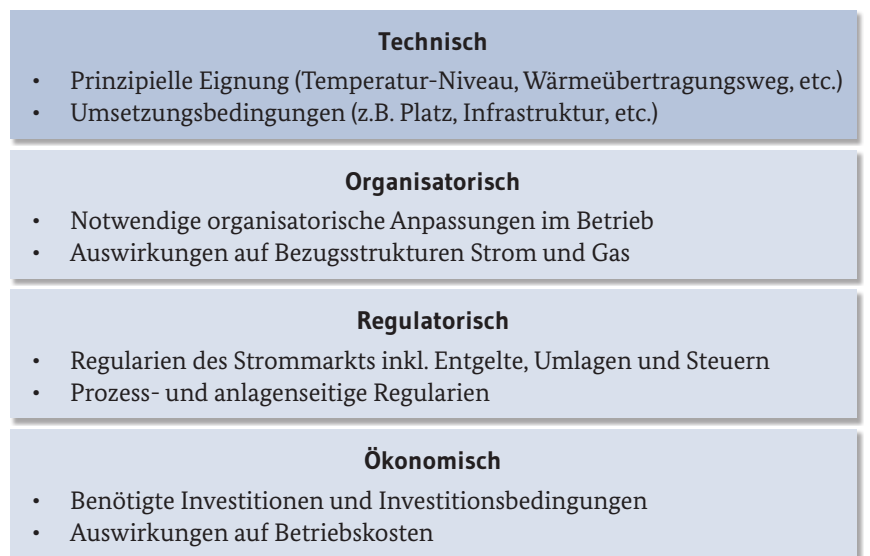 Technisch
• Prinzipielle Eignung (Temperatur-Niveau, Wärmeübertragungsweg, etc.)
• Umsetzungsbedingungen (z.B. Platz, Infrastruktur, etc.)
Organisatorisch
• Notwendige organisatorische Anpassungen im Betrieb
• Auswirkungen auf Bezugsstrukturen Strom und Gas
Regulatorisch
• Regularien des Strommarkts inkl. Entgelte, Umlagen und Steuern
• Prozess- und anlagenseitige Regularien
Ökonomisch
• Benötigte Investitionen und Investitionsbedingungen
• Auswirkungen auf Betriebskosten